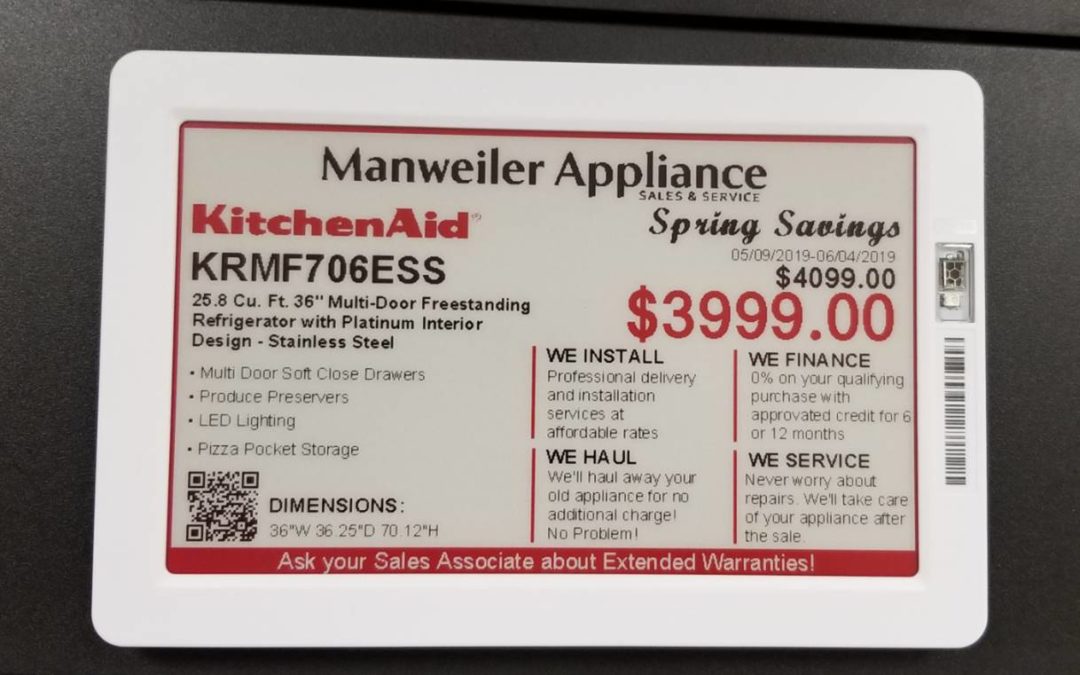 Manweiler Appliance
SALES & SERVICE
KitchenAid®
Spring Savings
05/09/2019-06/04/2019
KRMF706ESS
$4099.00
$3999.00
25.8 Cu. Ft. 36" Multi-Door Freestanding
Refrigerator with Platinum Interior
Design - Stainless Steel
• Multi Door Soft Close Drawers
• Produce Preservers
• LED Lighting
• Pizza Pocket Storage
DIMENSIONS:
36"W 36.25"D 70.12"H
WE INSTALL
Professional delivery
and installation
services at
affordable rates
WE FINANCE
0% on your qualifying
purchase with
approvated credit for 6
or 12 months
WE HAUL
We'll haul away your
old appliance for no
additional charge!
No Problem!
WE SERVICE
Never worry about
repairs. We'll take care
of your appliance after
the sale.
Ask your Sales Associate about Extended Warranties!